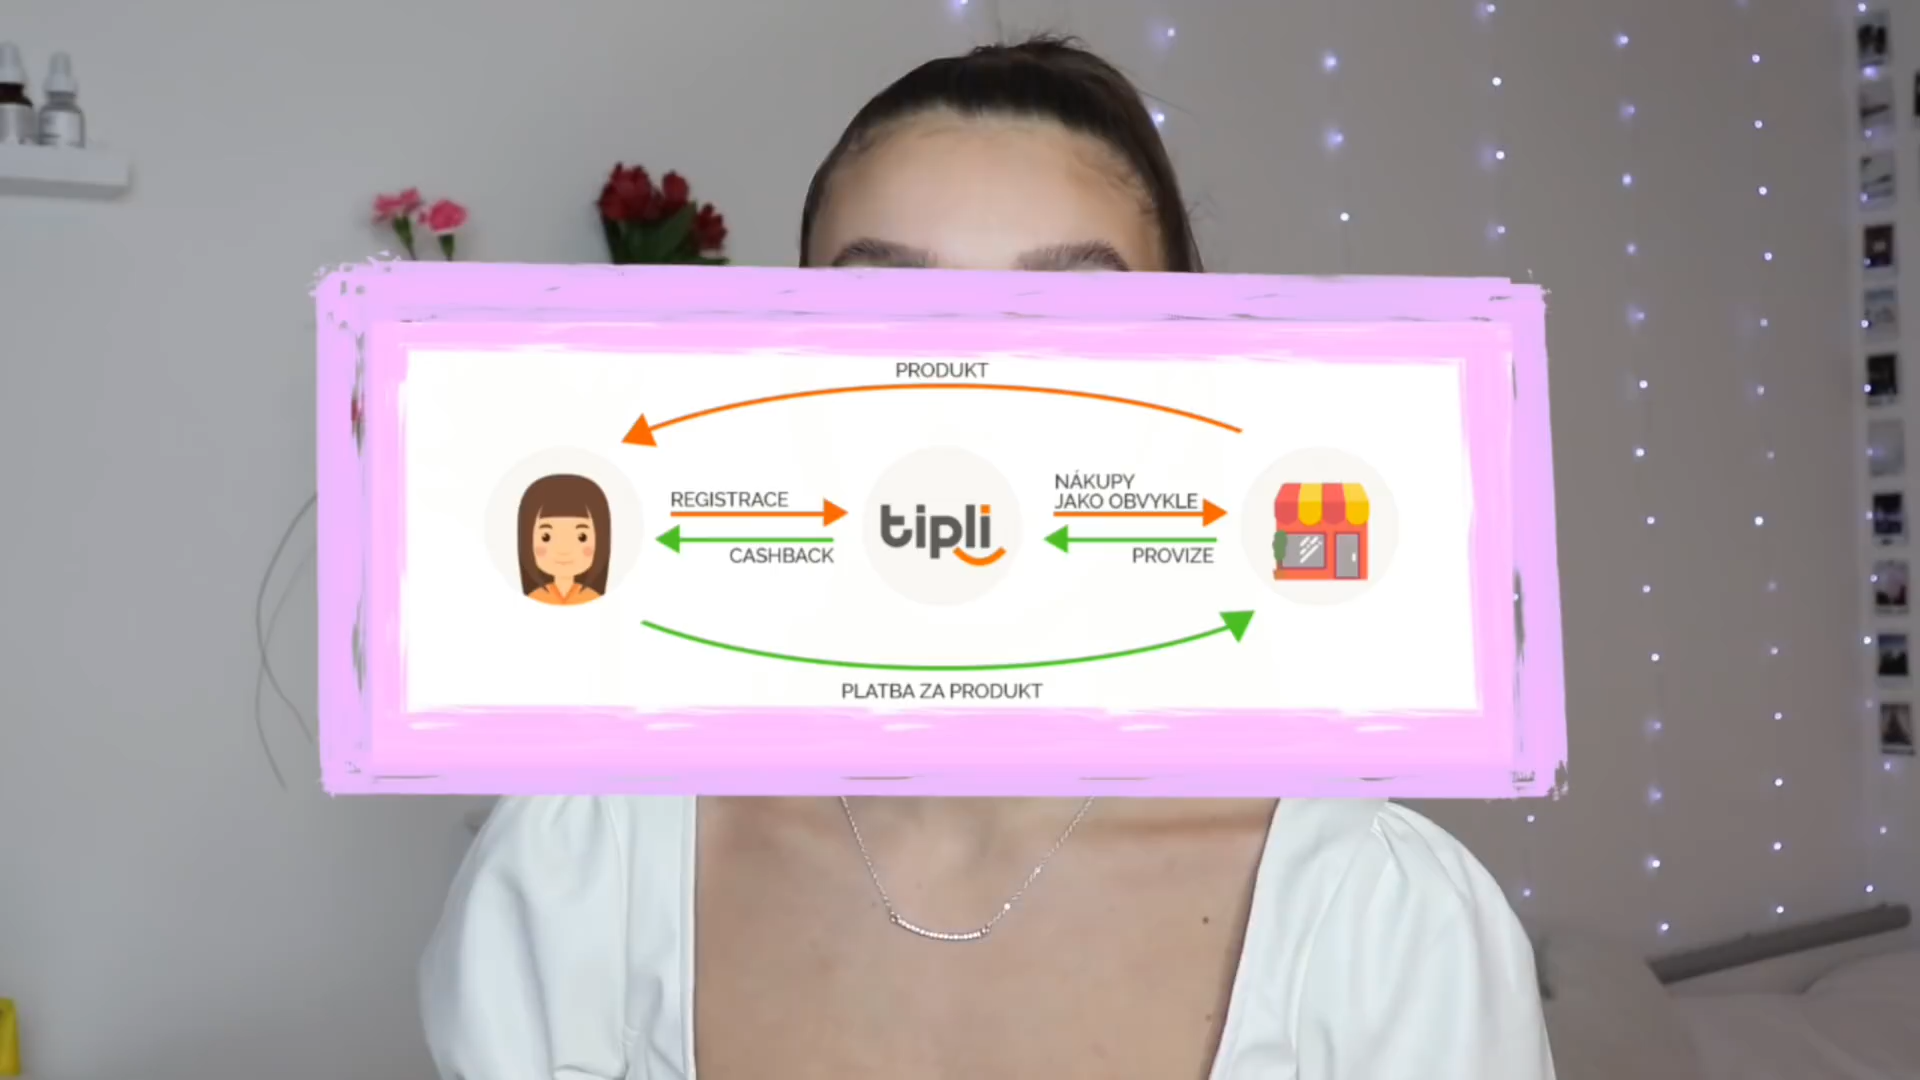 PRODUKT
REGISTRACE
CASHBACK
tipli
NÁKUPY
JAKO OBVYKLE
PROVIZE
PLATBA ZA PRODUKT